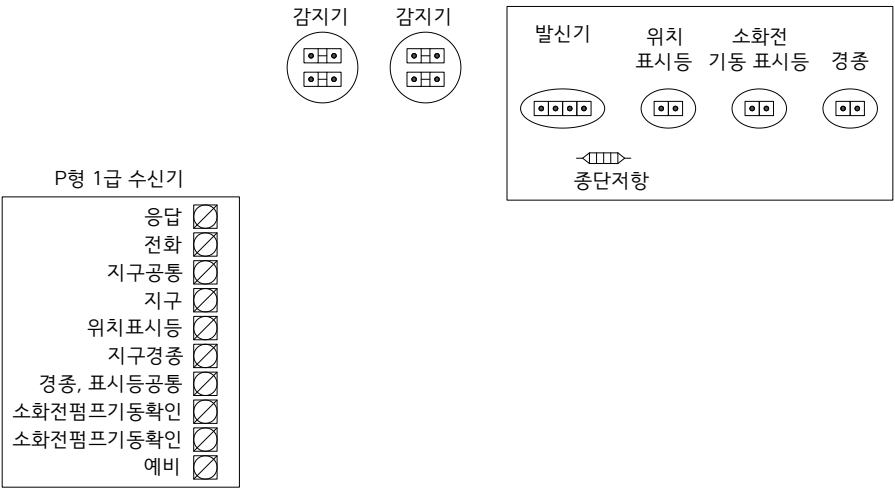 감지기 감지기
발신기 위치 표시등 소화전 기동 표시등 경종
종단저항
P형 1급 수신기
응답
전화
지구공통
지구
위치표시등
지구경종
경종, 표시등공통
소화전펌프기동확인
소화전펌프기동확인
예비